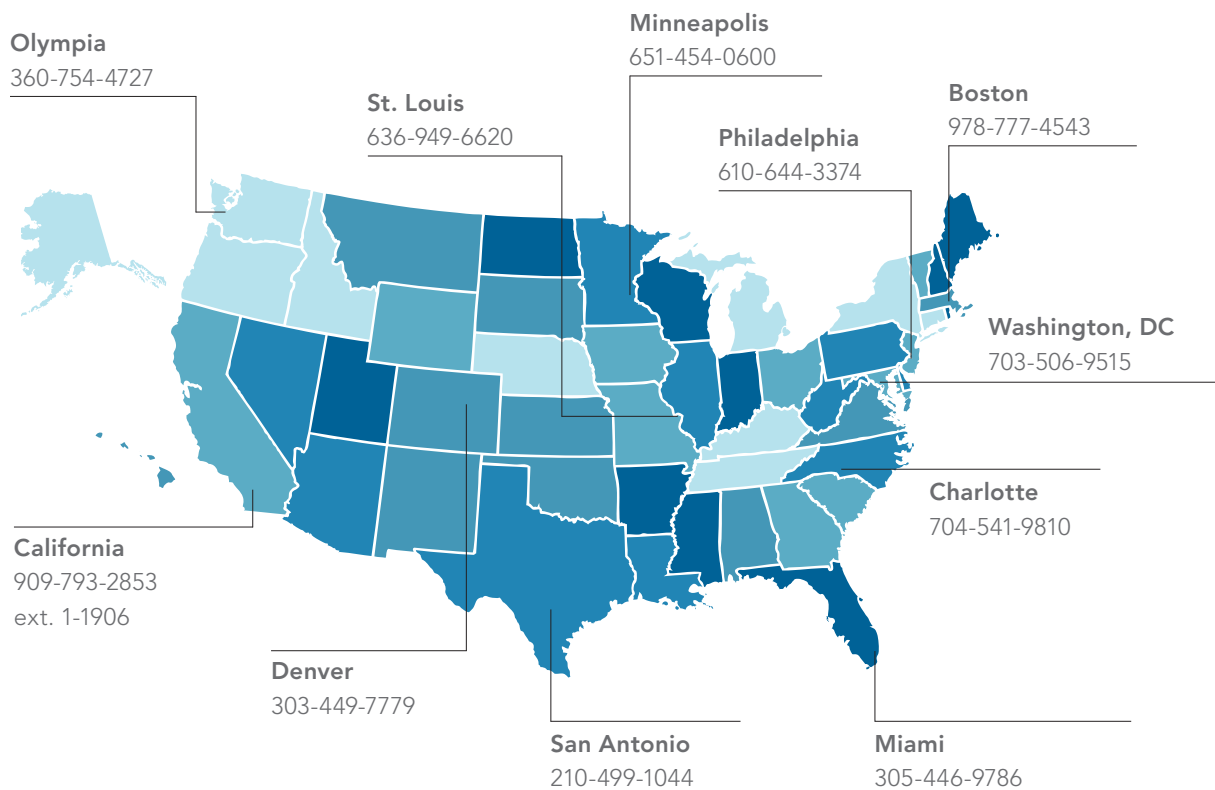 Minneapolis
651-454-0600
Olympia
360-754-4727
St. Louis
636-949-6620
Boston
978-777-4543
Philadelphia
610-644-3374
Washington, DC
703-506-9515
Charlotte
704-541-9810
California
909-793-2853
ext. 1-1906
Denver
303-449-7779
San Antonio
210-499-1044
Miami
305-446-9786